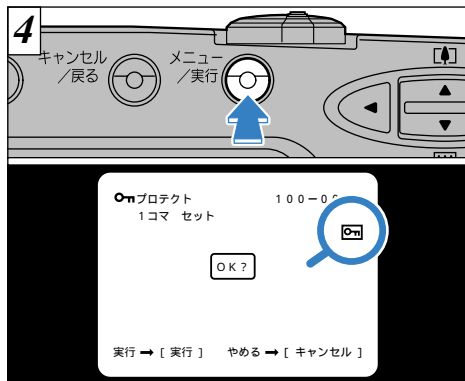 4
キャンセル
/戻る
メニュー
/実行
プロテクト 100-0
1コマ セット
OK?
実行 ➡ [ 実行 ] やめる ➡ [ キャンセル ]